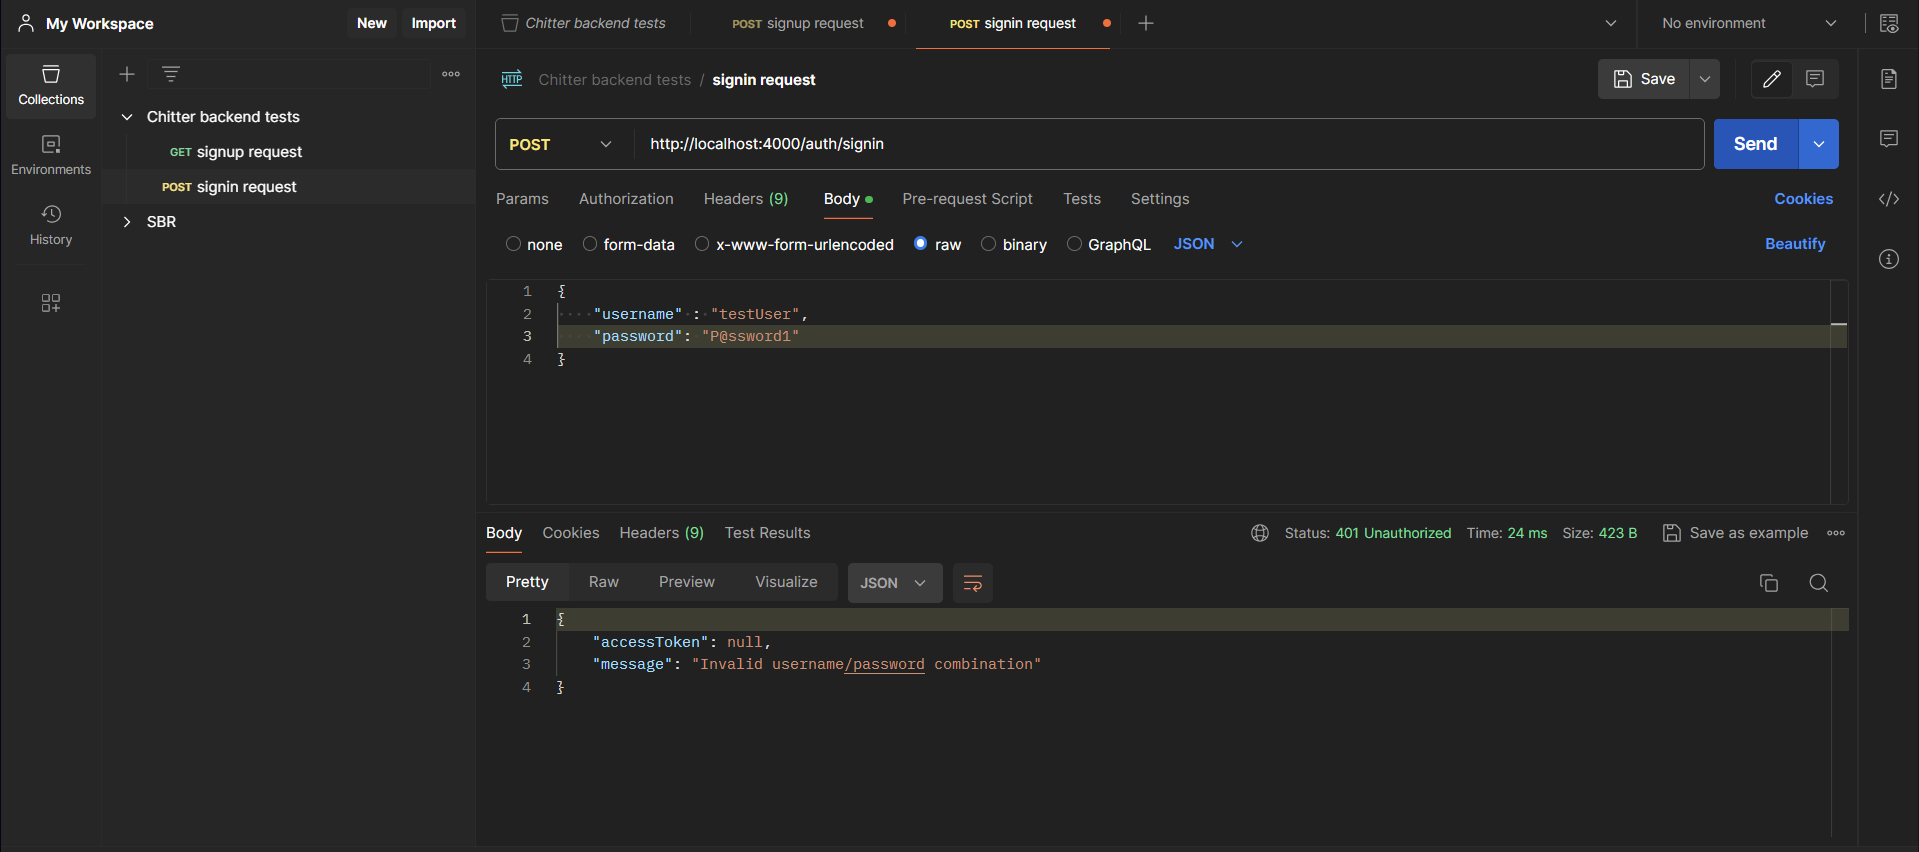 My Workspace
New
Import
Chitter backend tests
POST signup request
POST signin request
No environment
Collections
Environments
History
Chitter backend tests
GET signup request
POST signin request
SBR
HTTP
Chitter backend tests / signin request
Save
POST
http://localhost:4000/auth/signin
Send
Params
Authorization
Headers (9)
Body
Pre-request Script
Tests
Settings
Cookies
none
form-data
x-www-form-urlencoded
raw
binary
GraphQL
JSON
Beautify
1 {
2 "username" : "testUser",
3 "password": "P@ssword1"
4 }
Body
Cookies
Headers (9)
Test Results
Status: 401 Unauthorized
Time: 24 ms
Size: 423 B
Save as example
Pretty
Raw
Preview
Visualize
JSON
1 {
2 "accessToken": null,
3 "message": "Invalid username/password combination"
4 }